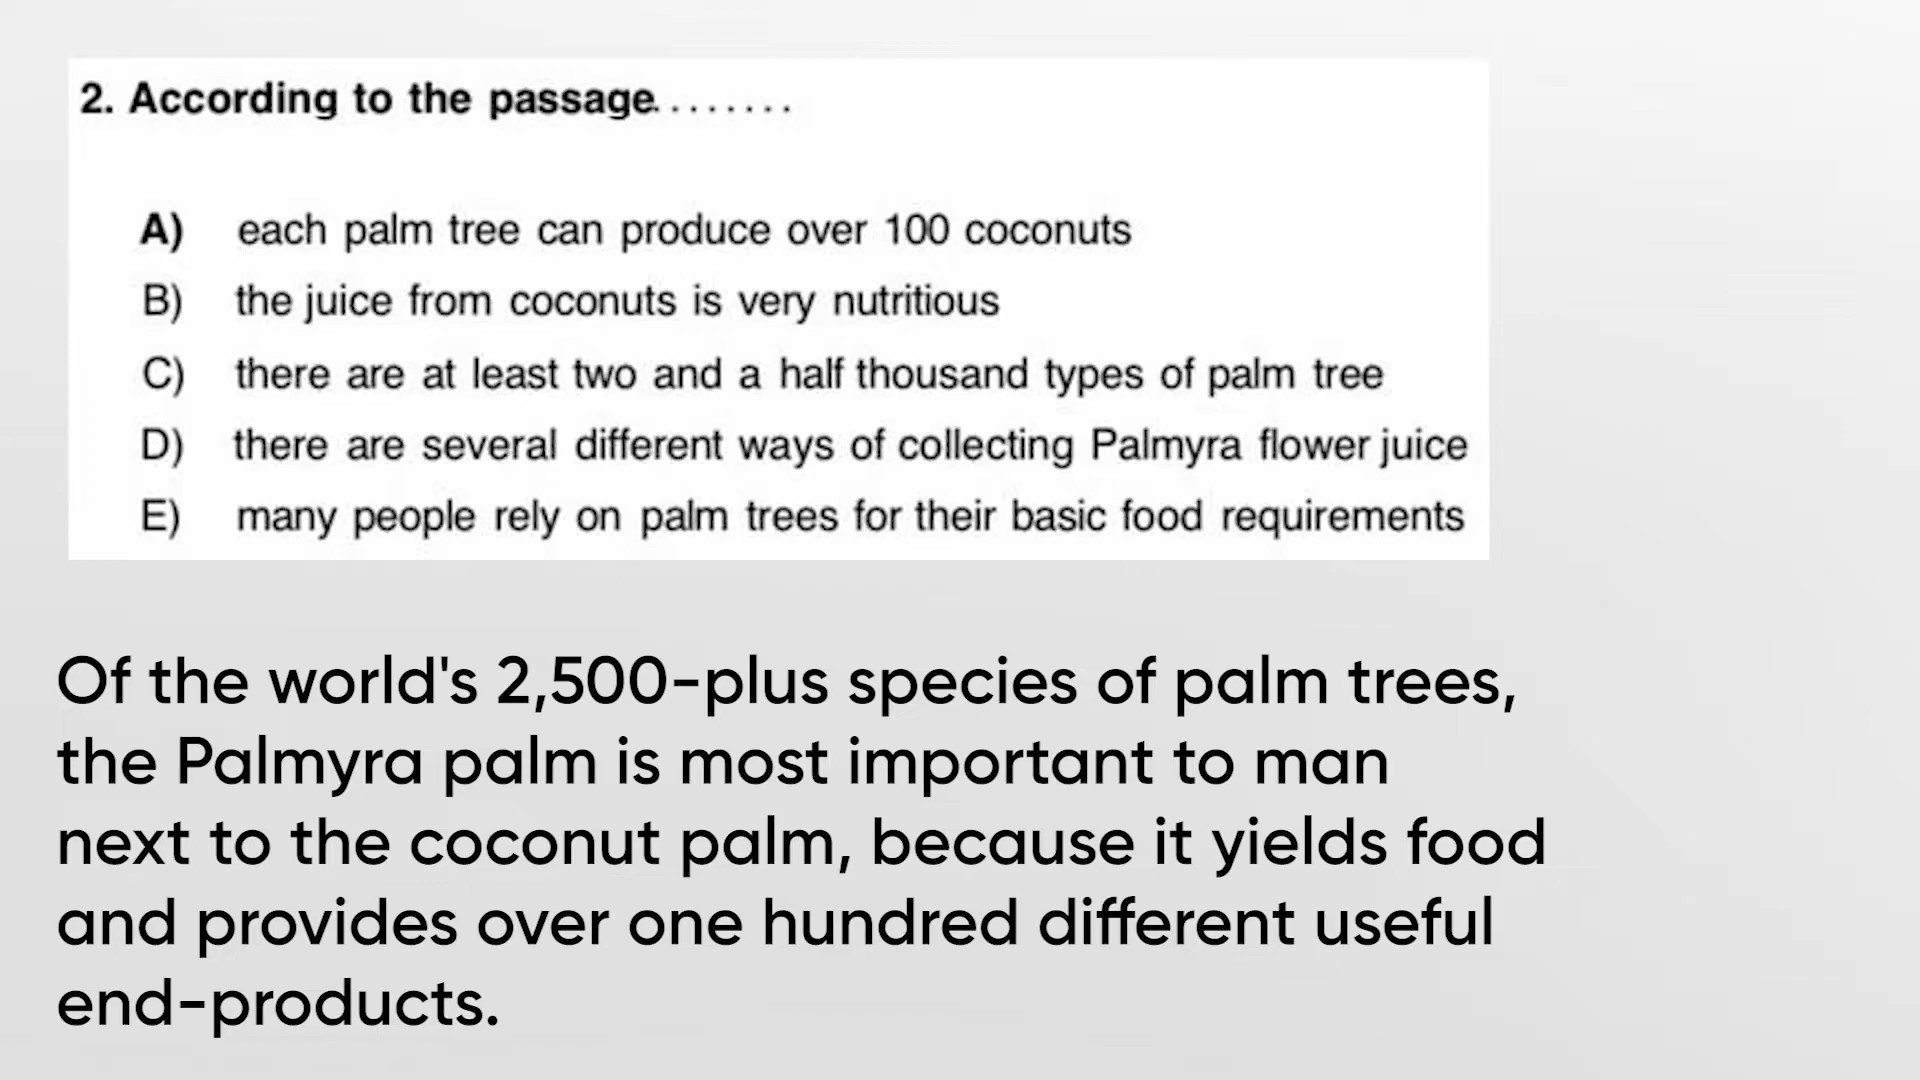 2. According to the passage........
A) each palm tree can produce over 100 coconuts
B) the juice from coconuts is very nutritious
C) there are at least two and a half thousand types of palm tree
D) there are several different ways of collecting Palmyra flower juice
E) many people rely on palm trees for their basic food requirements
Of the world's 2,500-plus species of palm trees,
the Palmyra palm is most important to man
next to the coconut palm, because it yields food
and provides over one hundred different useful
end-products.